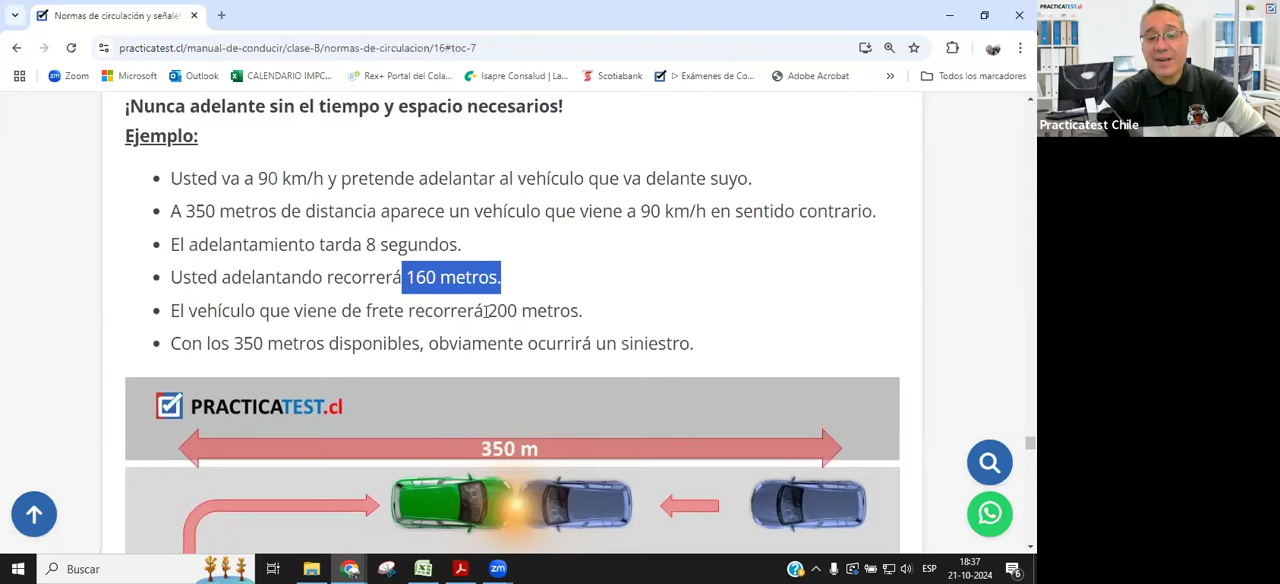 Normas de circulación y señalét
practicatest.cl/manual-de-conducir/clase-B/normas-de-circulacion/16#toc-7
Zoom
Microsoft
Outlook
CALENDARIO IMPC...
Rex+ Portal del Cola...
Isapre Consalud | La...
Scotiabank
▷ Exámenes de Co...
Adobe Acrobat
»
Todos los marcadores
¡Nunca adelante sin el tiempo y espacio necesarios!
Ejemplo:
Usted va a 90 km/h y pretende adelantar al vehículo que va delante suyo.
A 350 metros de distancia aparece un vehículo que viene a 90 km/h en sentido contrario.
El adelantamiento tarda 8 segundos.
Usted adelantando recorrerá 160 metros.
El vehículo que viene de frete recorrerá 200 metros.
Con los 350 metros disponibles, obviamente ocurrirá un siniestro.
PRACTICATEST.cl
350 m
PRACTICATEST.cl
Practicatest Chile
Buscar
ESP
18:37
21-10-2024
6